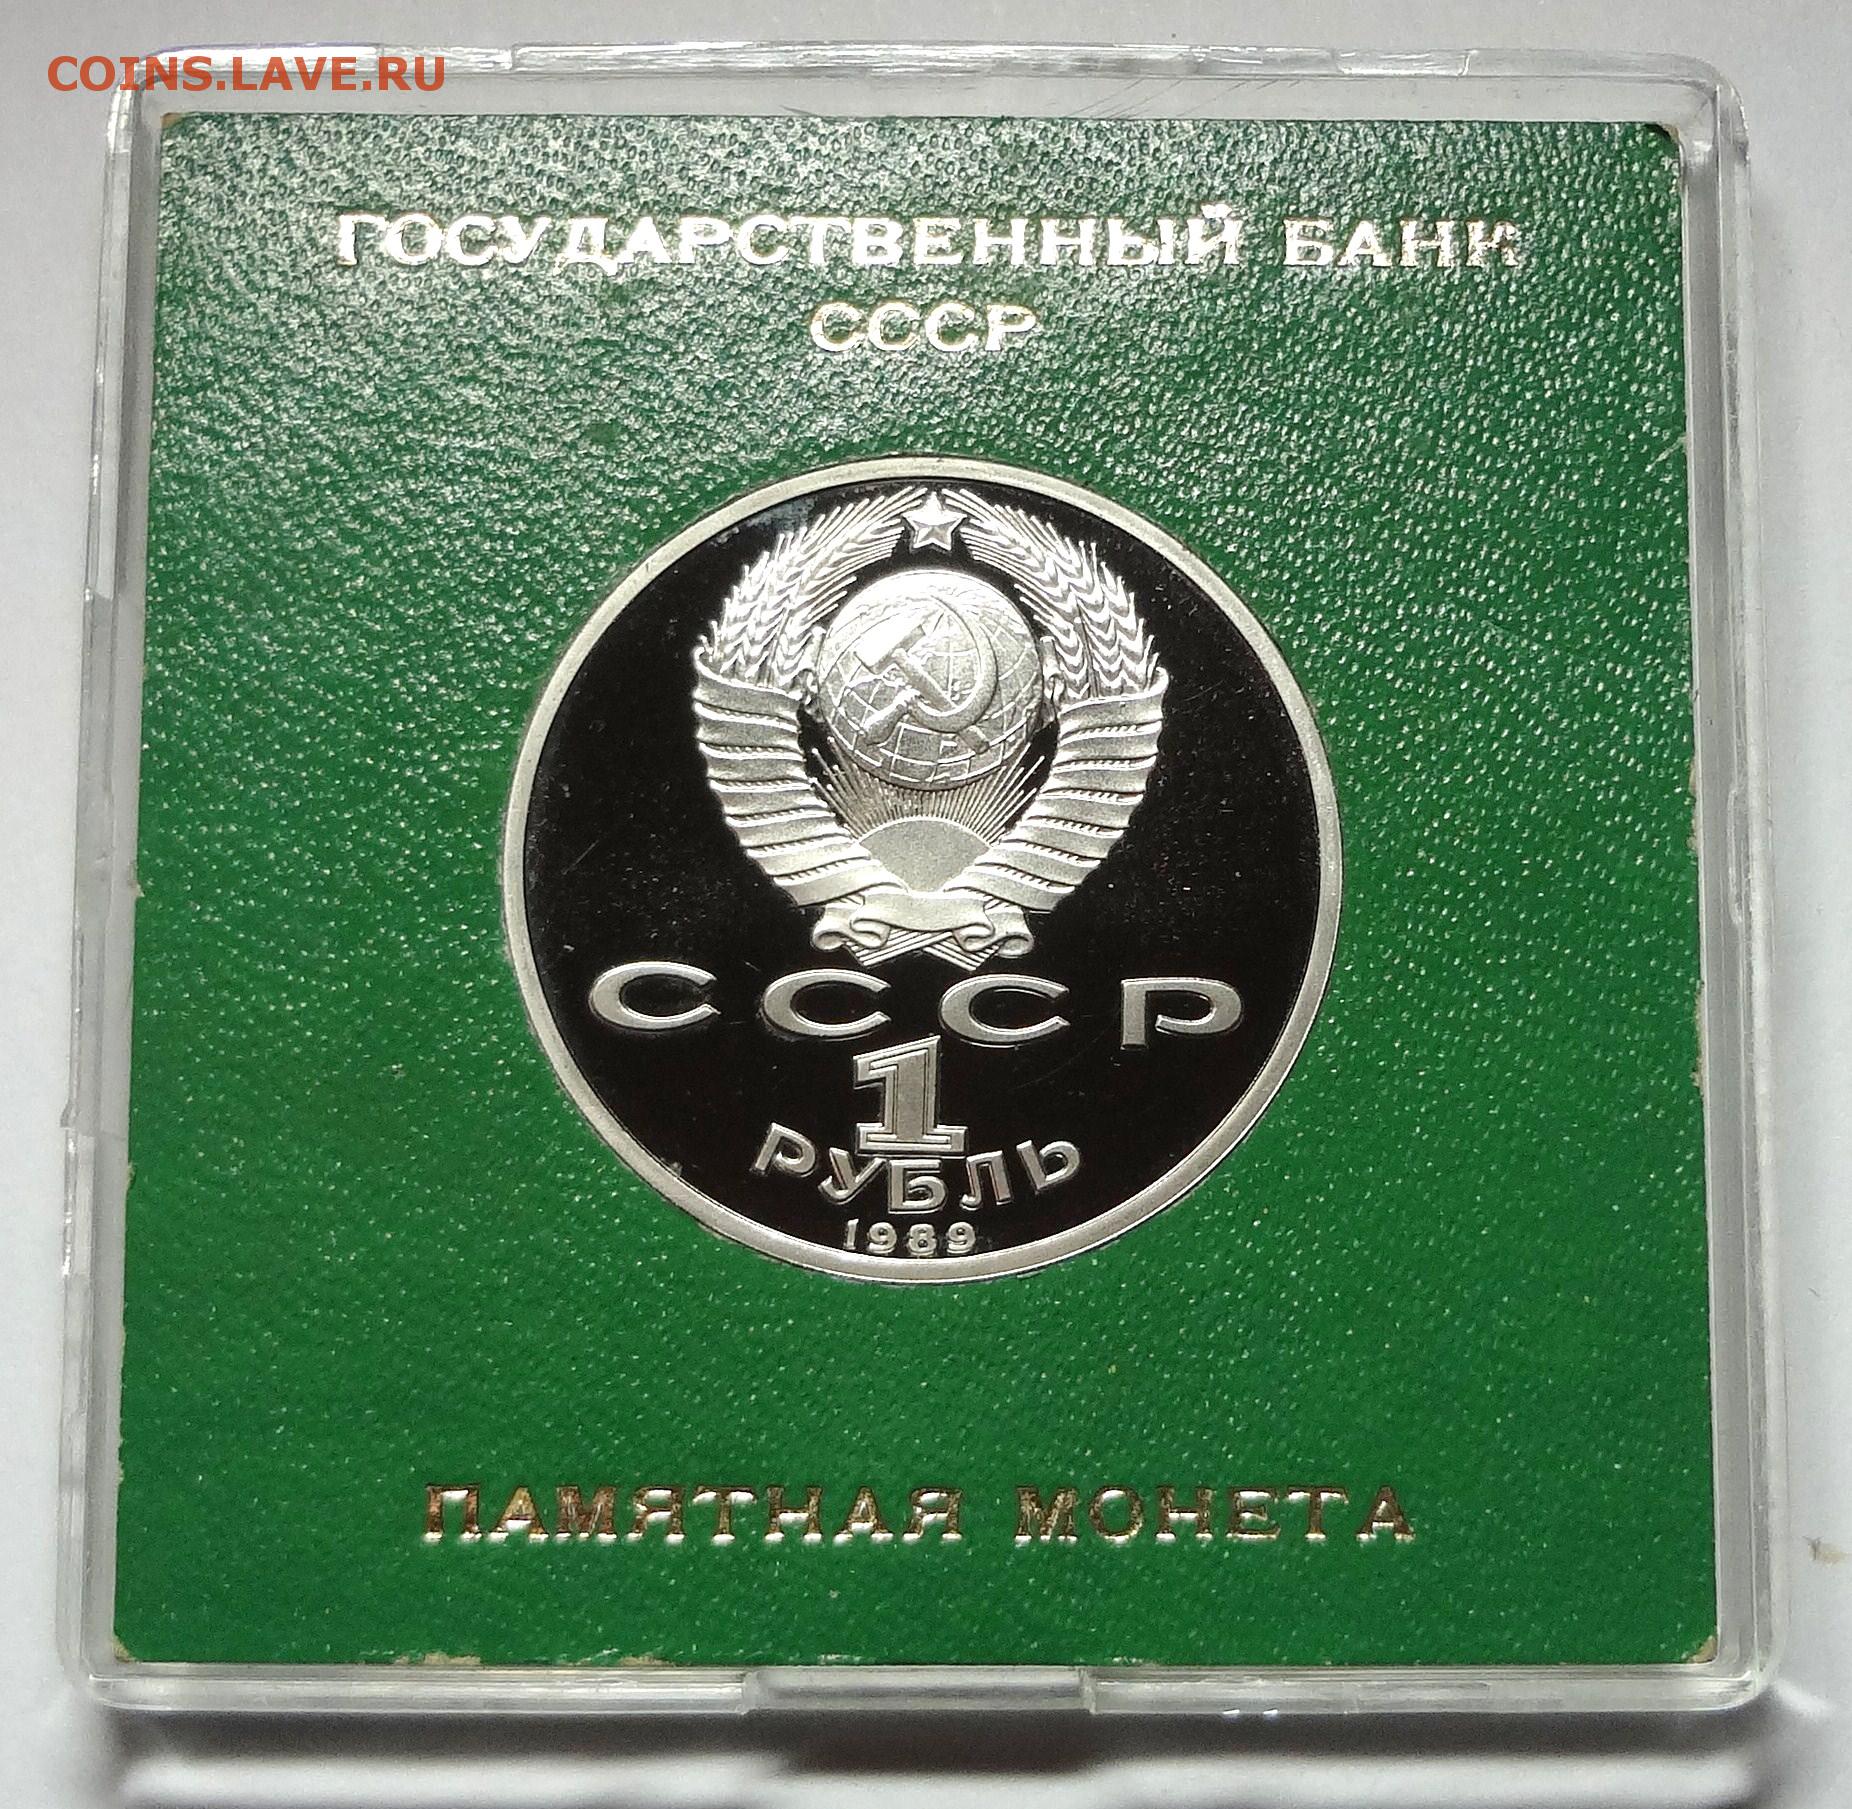 COINS.LAVE.RU
ГОСУДАРСТВЕННЫЙ БАНК
СССР
СССР
1
РУБЛЬ
1989
ПАМЯТНАЯ МОНЕТА